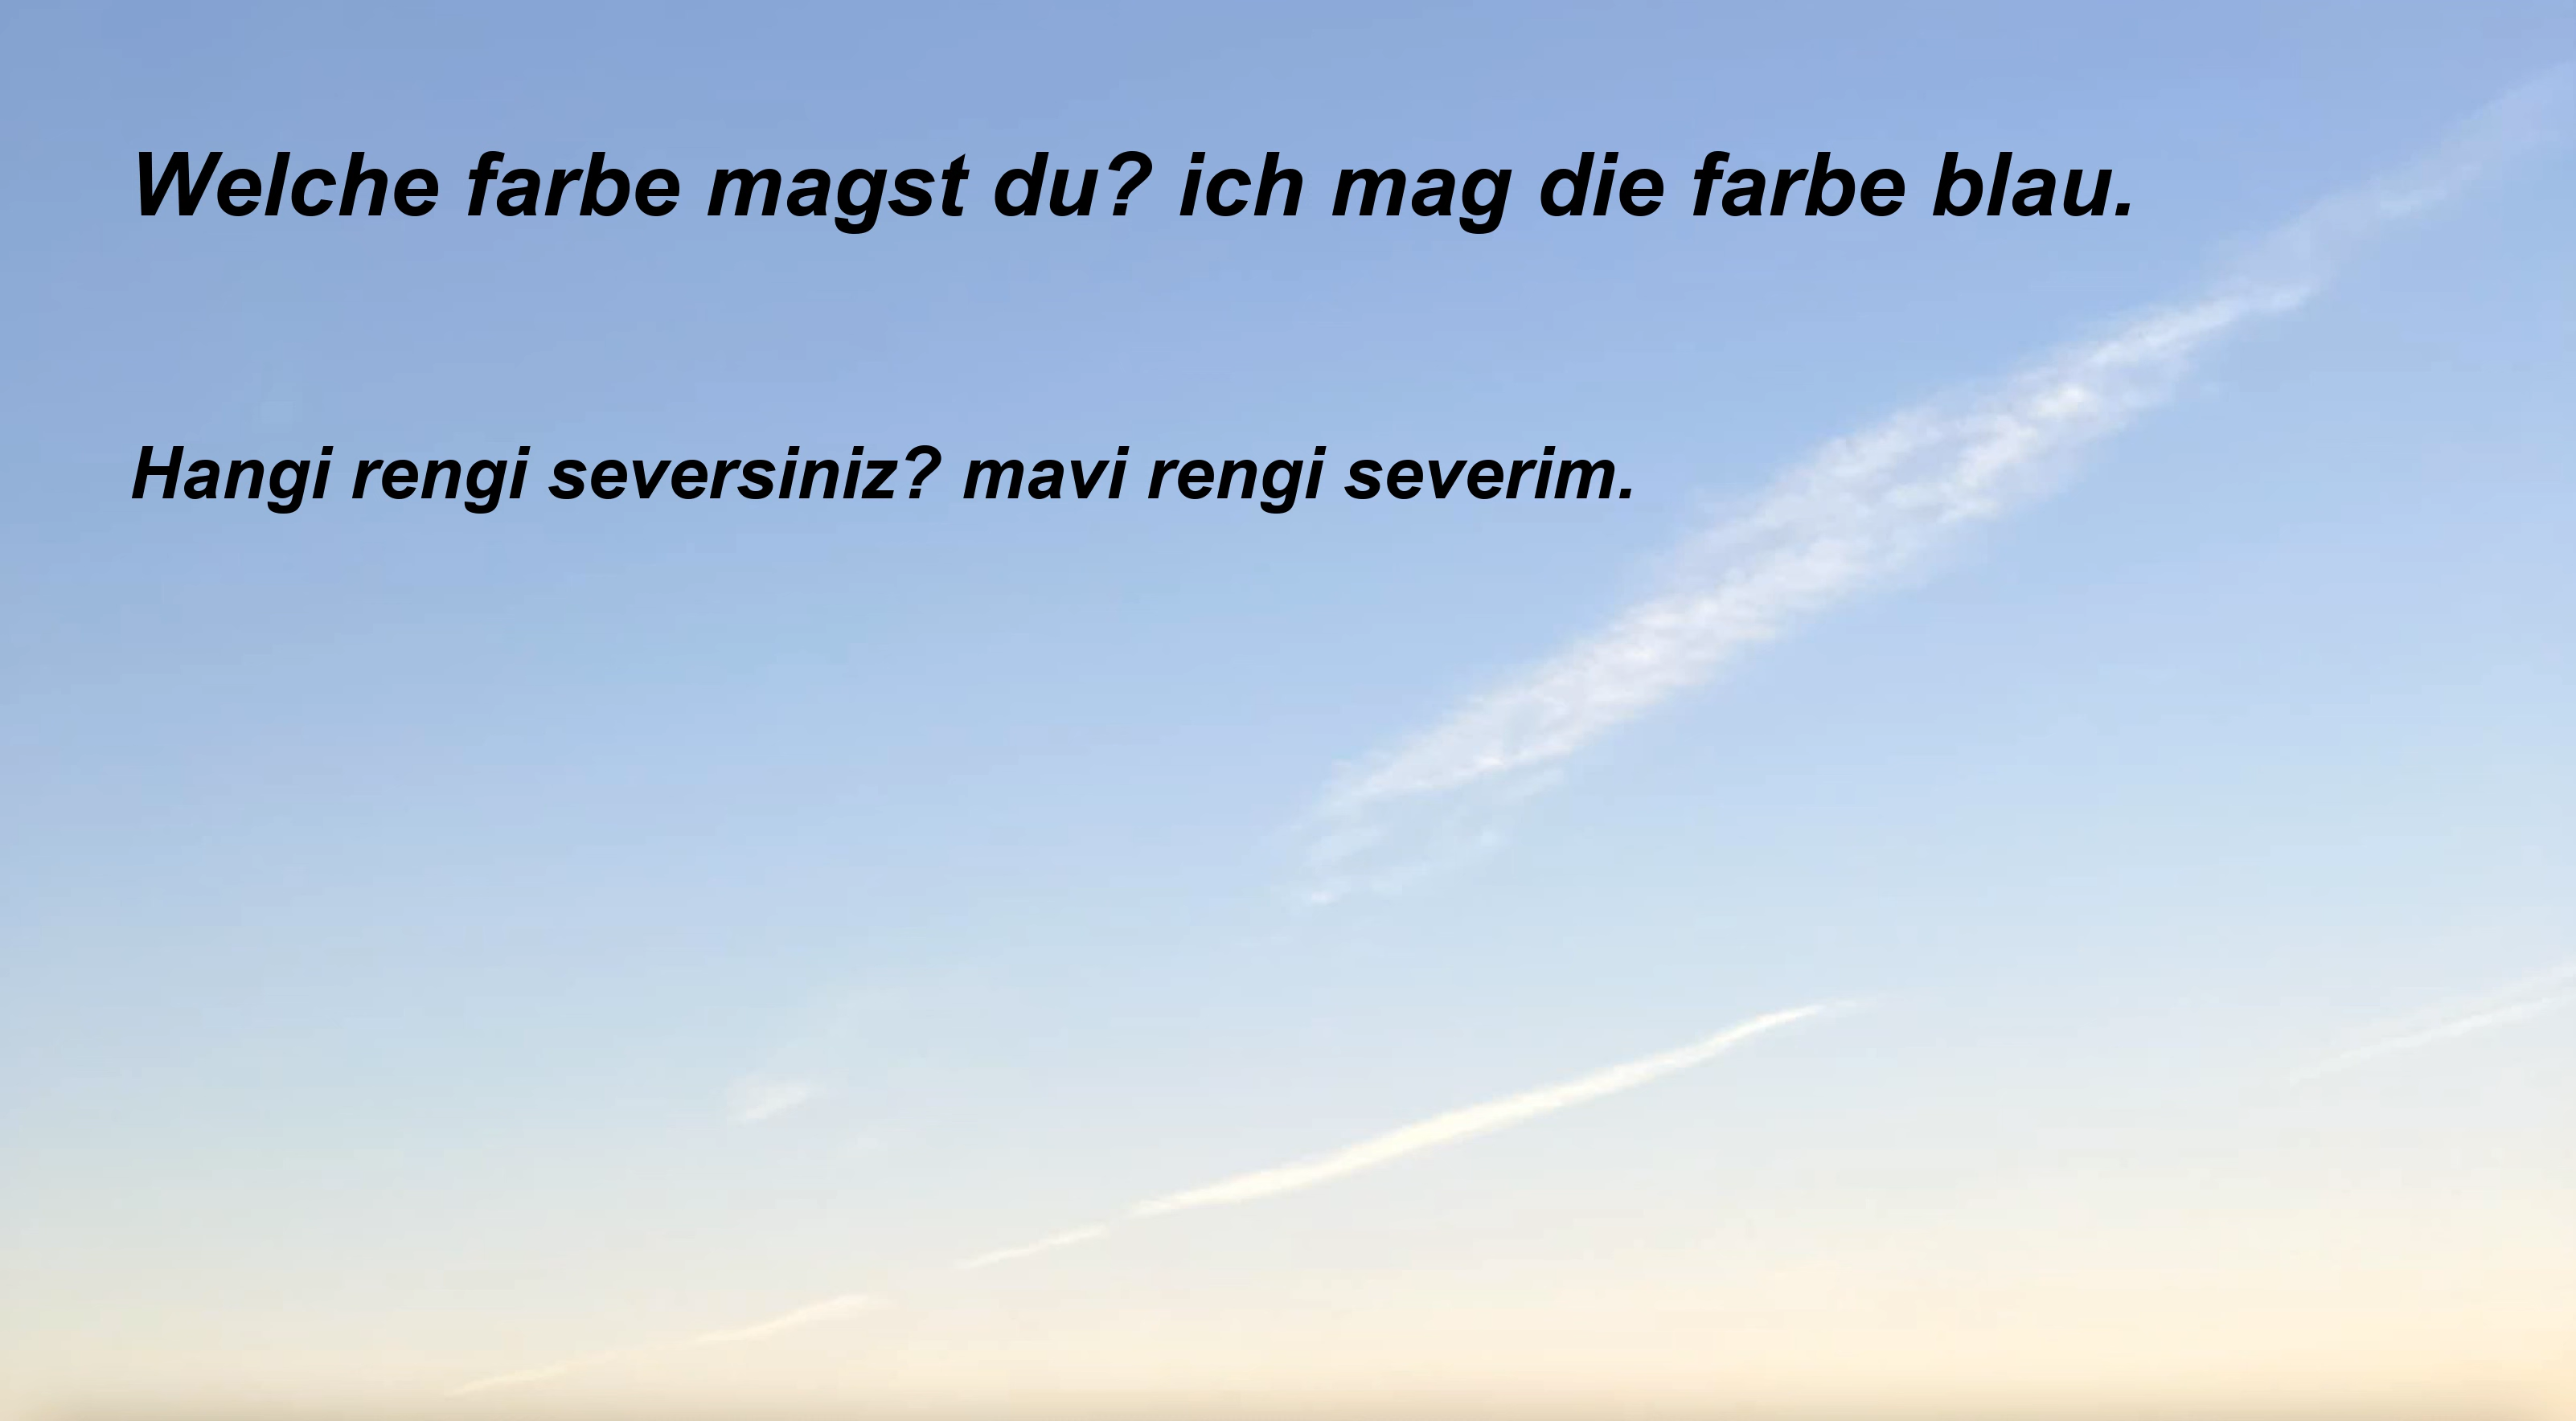 Welche farbe magst du? ich mag die farbe blau.
Hangi rengi seversiniz? mavi rengi severim.